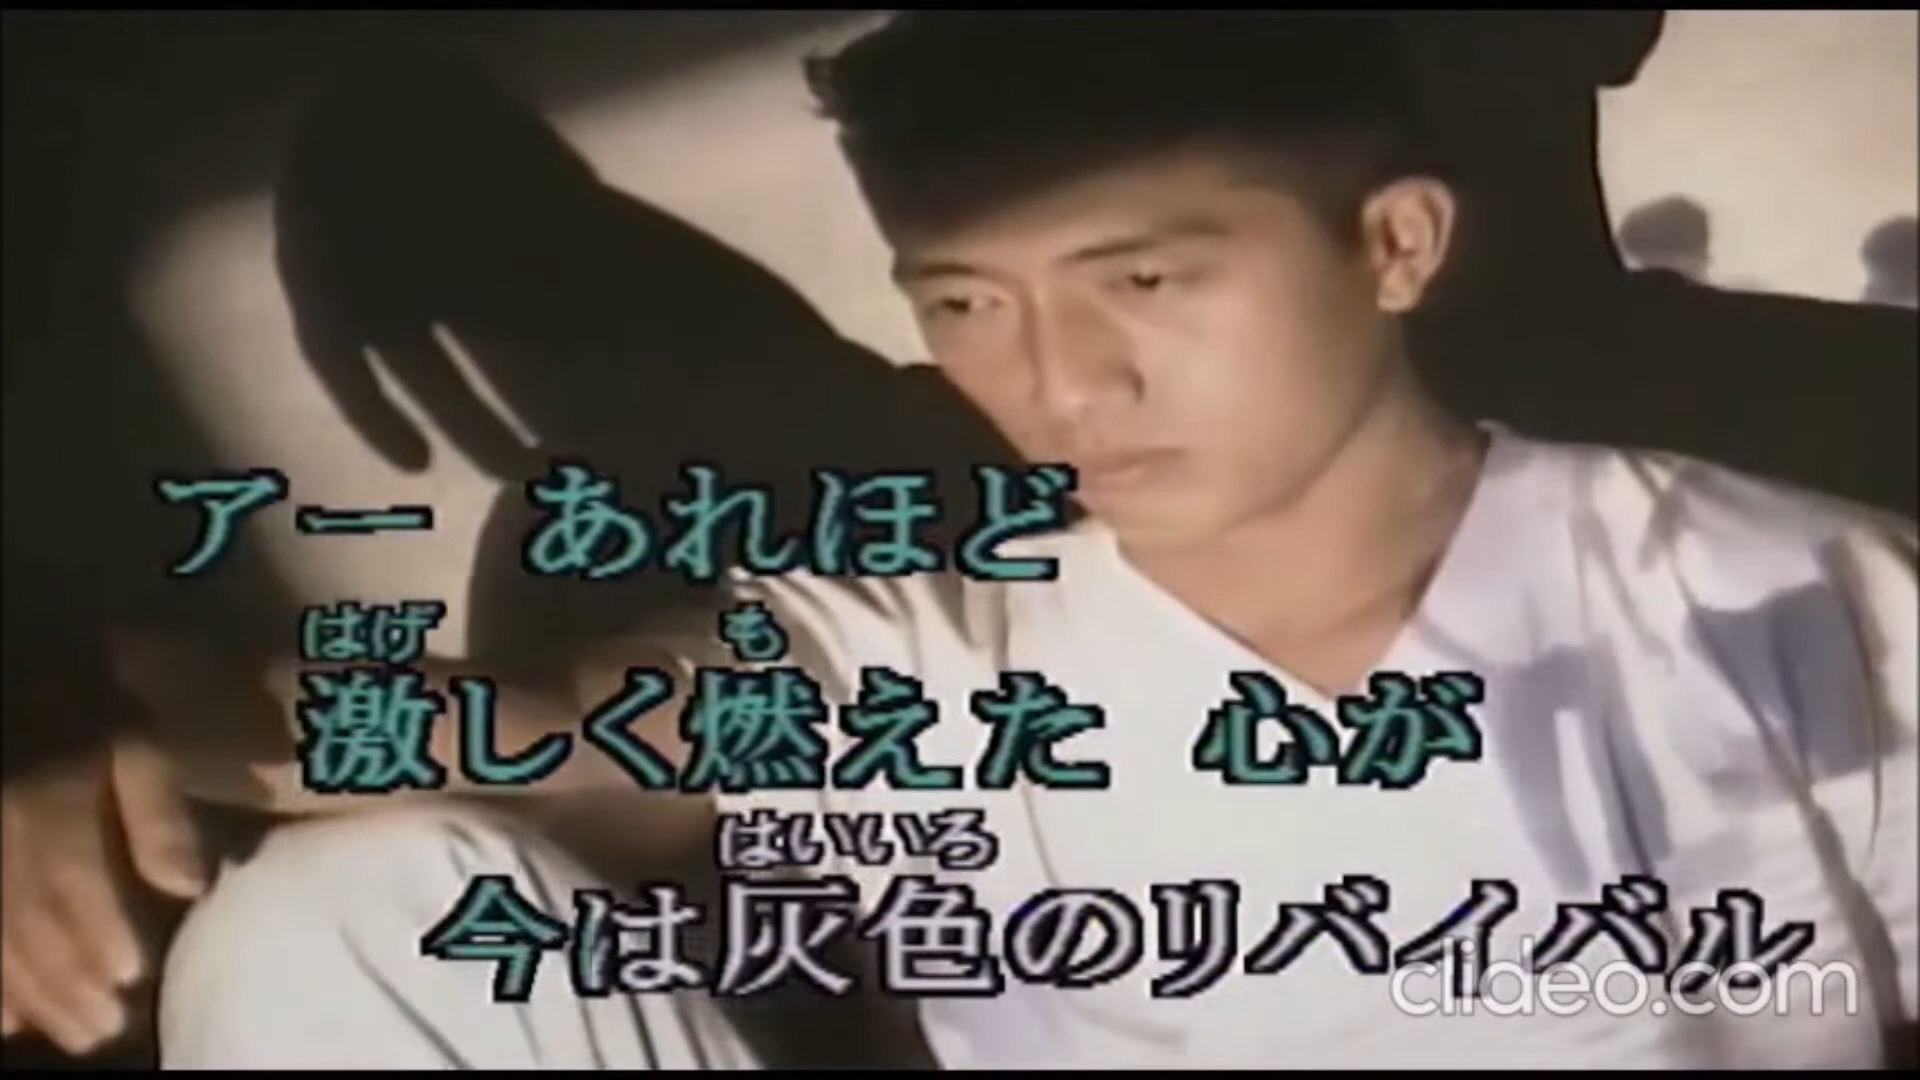 アー あれほど
はげ も
激しく燃えた 心が
はいいろ
今は灰色のリバイバル
clideo.com